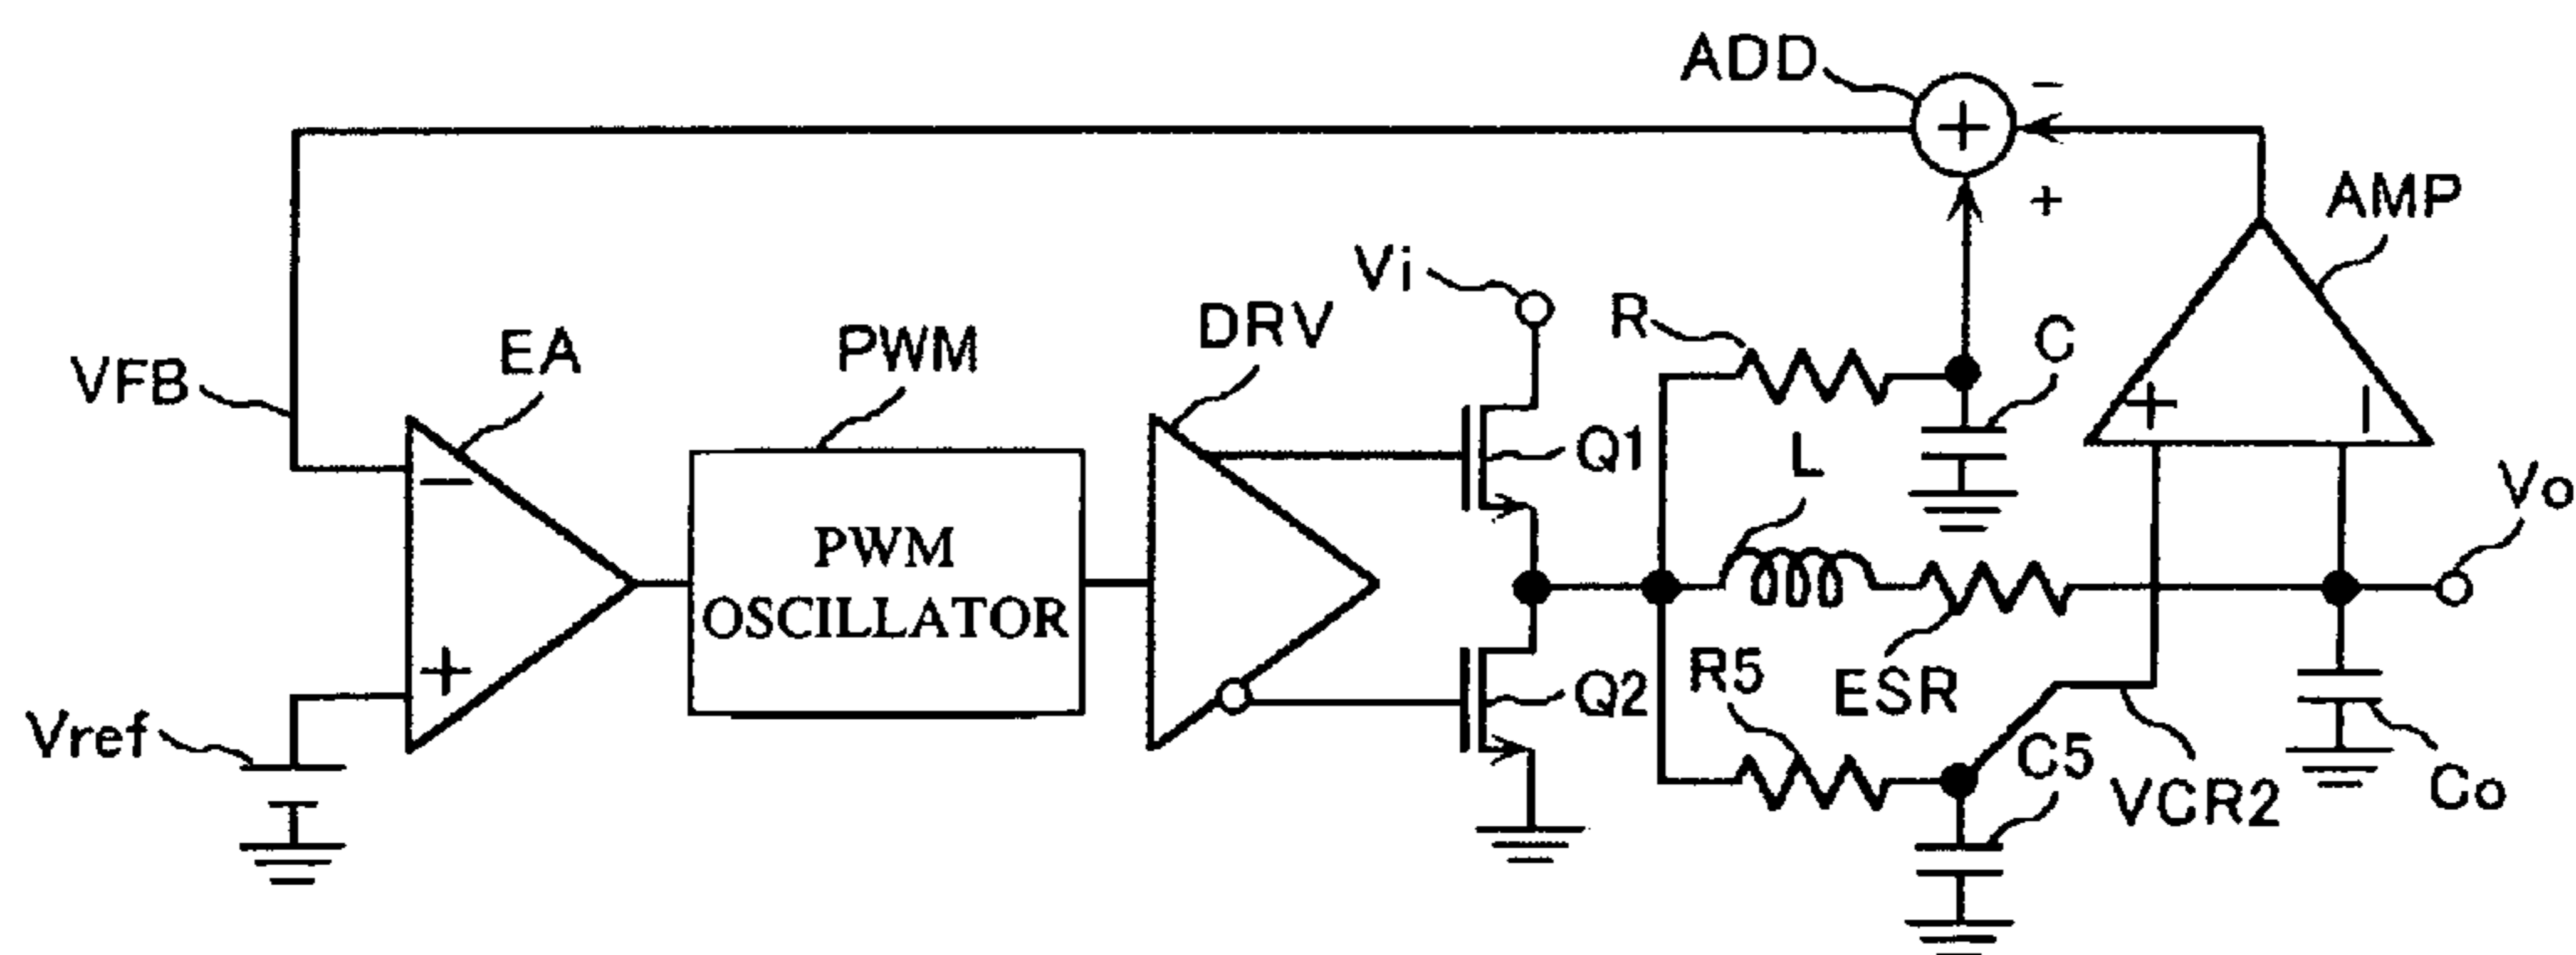 ADD
−
+
AMP
Vi
R
C
DRV
PWM
EA
VFB
−
+
−
Q1
L
Vo
PWM
OSCILLATOR
+
Vref
Q2
R5
ESR
C5
VCR2
Co